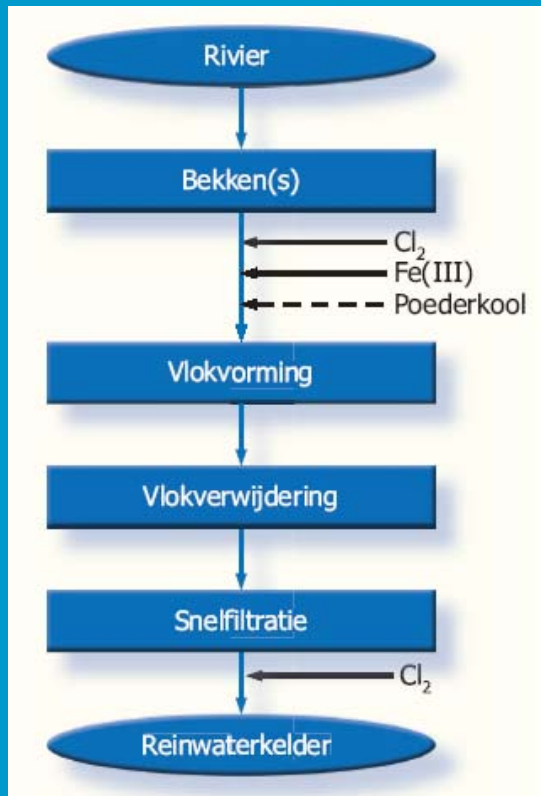 Rivier
Bekken(s)
Cl₂
Fe(III)
Poederkool
Vlokvorming
Vlokverwijdering
Snelfiltratie
Cl₂
Reinwaterkelder